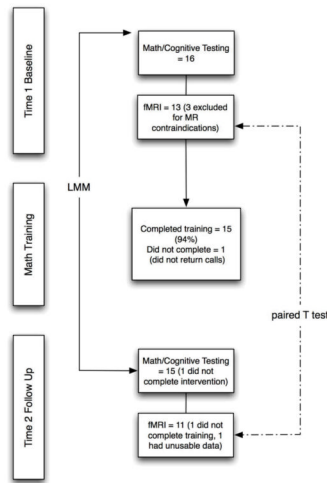 Time 1 Baseline
Math/Cognitive Testing
= 16
fMRI = 13 (3 excluded
for MR
contraindications)
LMM
Math Training
Completed training = 15
(94%)
Did not complete = 1
(did not return calls)
paired T test
Time 2 Follow Up
Math/Cognitive Testing
= 15 (1 did not
complete intervention)
fMRI = 11 (1 did not
complete training, 1
had unusable data)